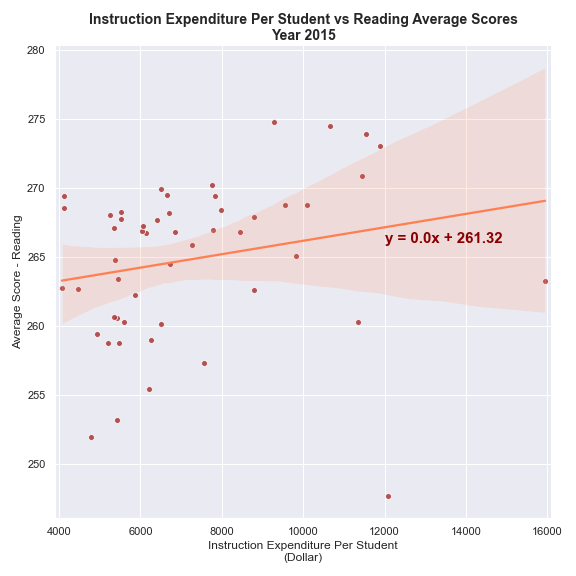 Instruction Expenditure Per Student vs Reading Average Scores
Year 2015
280
275
270
265
260
255
250
Average Score - Reading
y = 0.0x + 261.32
4000 6000 8000 10000 12000 14000 16000
Instruction Expenditure Per Student
(Dollar)